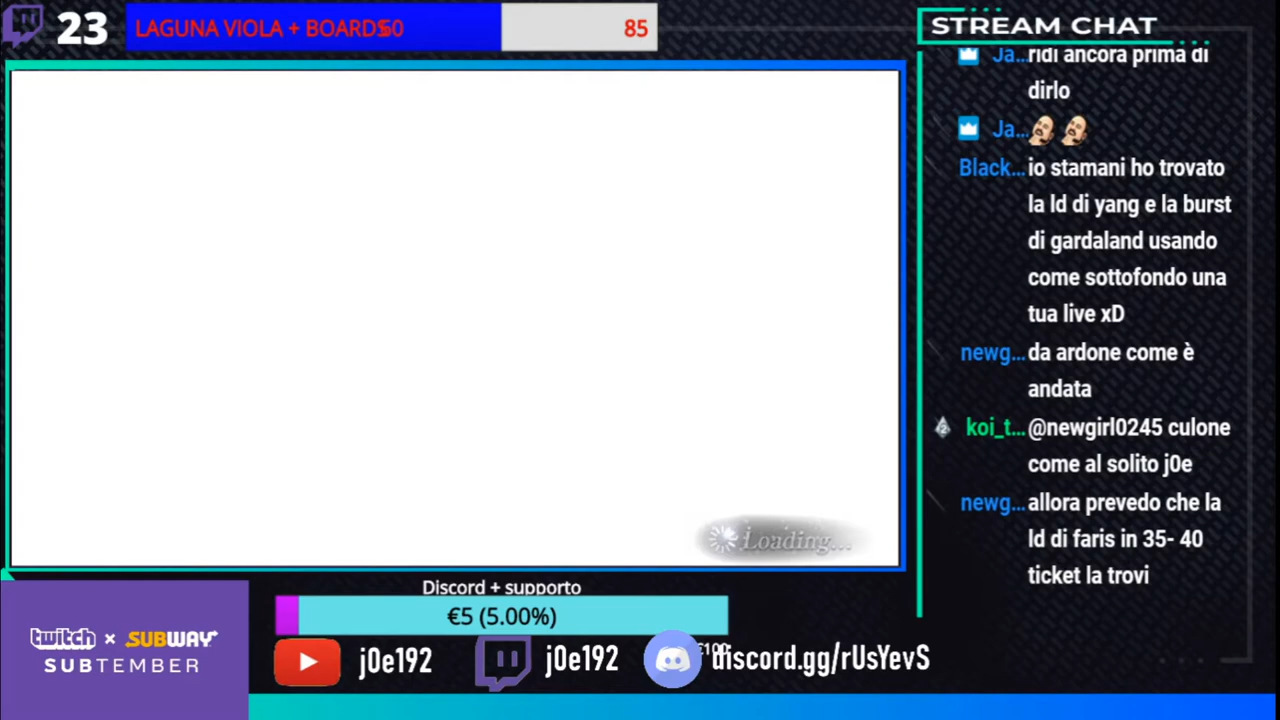 23
LAGUNA VIOLA + BOARDS
60
85
STREAM CHAT
Ja... ridi ancora prima di
dirlo
Ja...
Black... io stamani ho trovato
la ld di yang e la burst
di gardaland usando
come sottofondo una
tua live xD
newg... da ardone come è
andata
koi_t... @newgirl0245 culone
come al solito j0e
newg... allora prevedo che la
ld di faris in 35- 40
ticket la trovi
Loading...
Discord + supporto
€5 (5.00%)
€100
twitch x SUBWAY
SUBTEMBER
j0e192
j0e192
discord.gg/rUsYevS